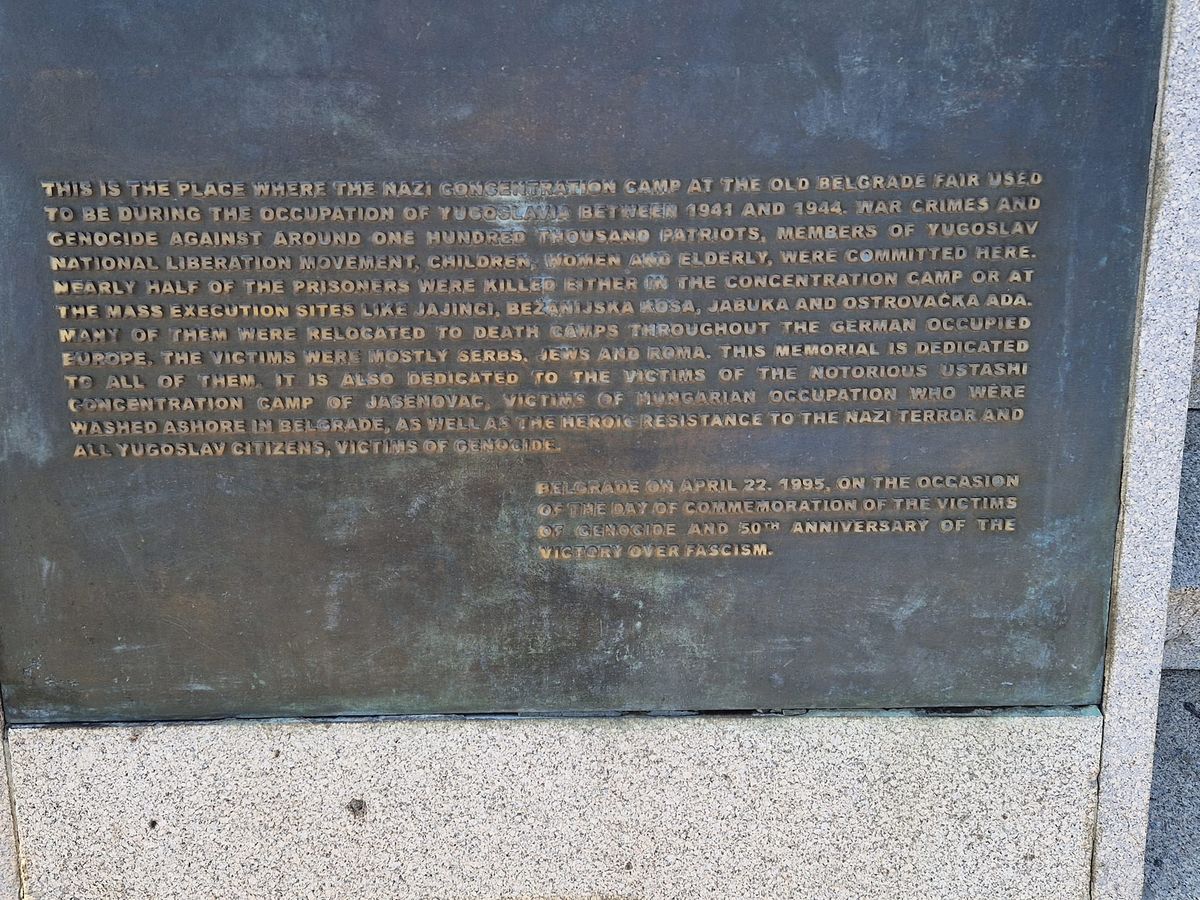 THIS IS THE PLACE WHERE THE NAZI CONCENTRATION CAMP AT THE OLD BELGRADE FAIR USED
TO BE DURING THE OCCUPATION OF YUGOSLAVIA BETWEEN 1941 AND 1944. WAR CRIMES AND
GENOCIDE AGAINST AROUND ONE HUNDRED THOUSAND PATRIOTS, MEMBERS OF YUGOSLAV
NATIONAL LIBERATION MOVEMENT, CHILDREN, WOMEN AND ELDERLY, WERE COMMITTED HERE.
NEARLY HALF OF THE PRISONERS WERE KILLED EITHER IN THE CONCENTRATION CAMP OR AT
THE MASS EXECUTION SITES LIKE JAJINCI, BEŽANIJSKA KOSA, JABUKA AND OSTROVAČKA ADA.
MANY OF THEM WERE RELOCATED TO DEATH CAMPS THROUGHOUT THE GERMAN OCCUPIED
EUROPE. THE VICTIMS WERE MOSTLY SERBS, JEWS AND ROMA. THIS MEMORIAL IS DEDICATED
TO ALL OF THEM. IT IS ALSO DEDICATED TO THE VICTIMS OF THE NOTORIOUS USTASHI
CONCENTRATION CAMP OF JASENOVAC, VICTIMS OF HUNGARIAN OCCUPATION WHO WERE
WASHED ASHORE IN BELGRADE, AS WELL AS THE HEROIC RESISTANCE TO THE NAZI TERROR AND
ALL YUGOSLAV CITIZENS, VICTIMS OF GENOCIDE.
BELGRADE ON APRIL 22. 1995. ON THE OCCASION
OF THE DAY OF COMMEMORATION OF THE VICTIMS
OF GENOCIDE AND 50TH ANNIVERSARY OF THE
VICTORY OVER FASCISM.